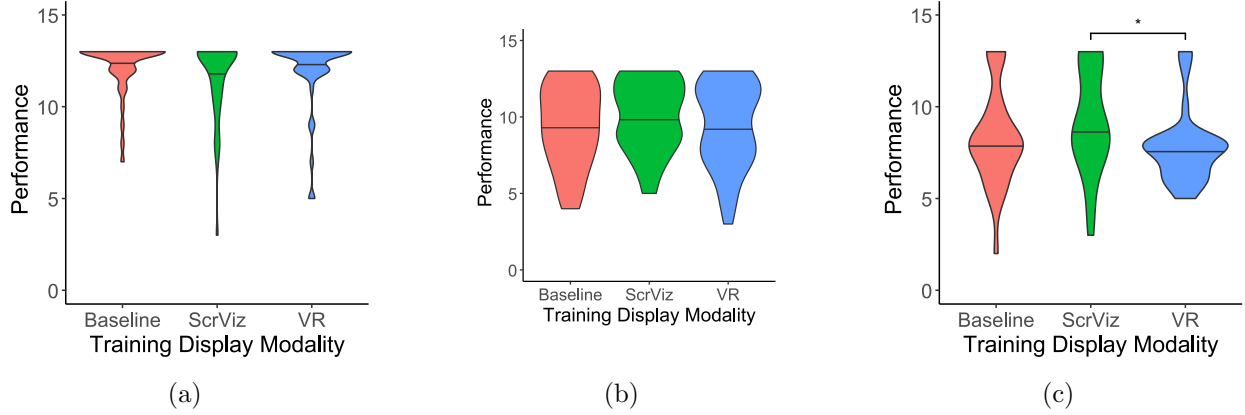 15
10
5
0
Performance
Baseline
ScrViz
VR
Training Display Modality
(a)
15
10
5
0
Performance
Baseline
ScrViz
VR
Training Display Modality
(b)
15
10
5
0
Performance
*
Baseline
ScrViz
VR
Training Display Modality
(c)